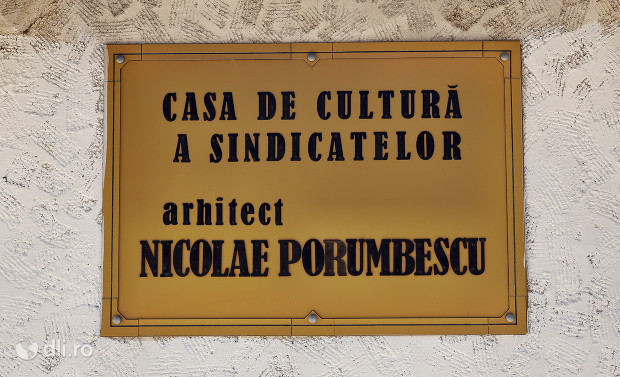 CASA DE CULTURĂ
A SINDICATELOR
arhitect
NICOLAE PORUMBESCU
dli.ro